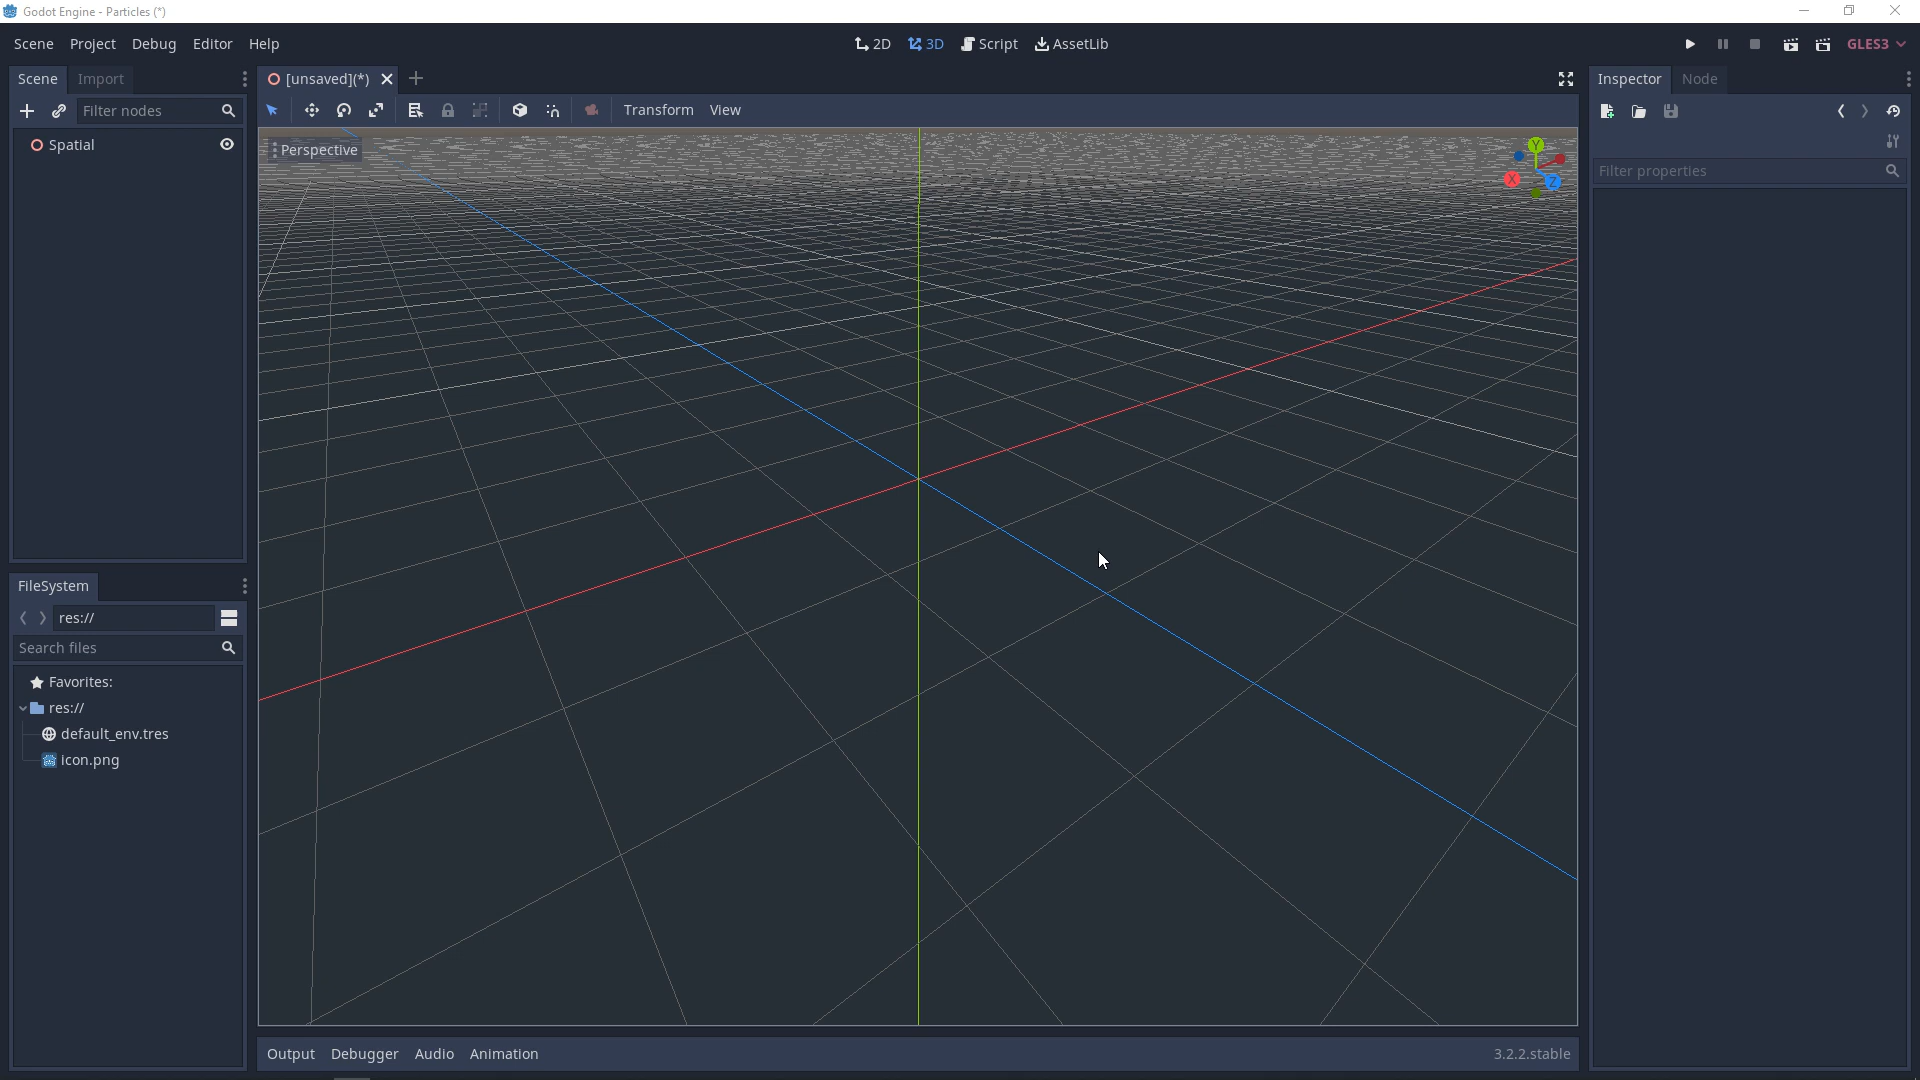 Godot Engine - Particles (*)
Scene Project Debug Editor Help
2D 3D Script AssetLib
GLES3
Scene Import
[unsaved](*)
Inspector Node
Filter nodes
Transform View
Spatial
Perspective
Y
X
Z
Filter properties
FileSystem
res://
Search files
Favorites:
res://
default_env.tres
icon.png
Output Debugger Audio Animation
3.2.2.stable